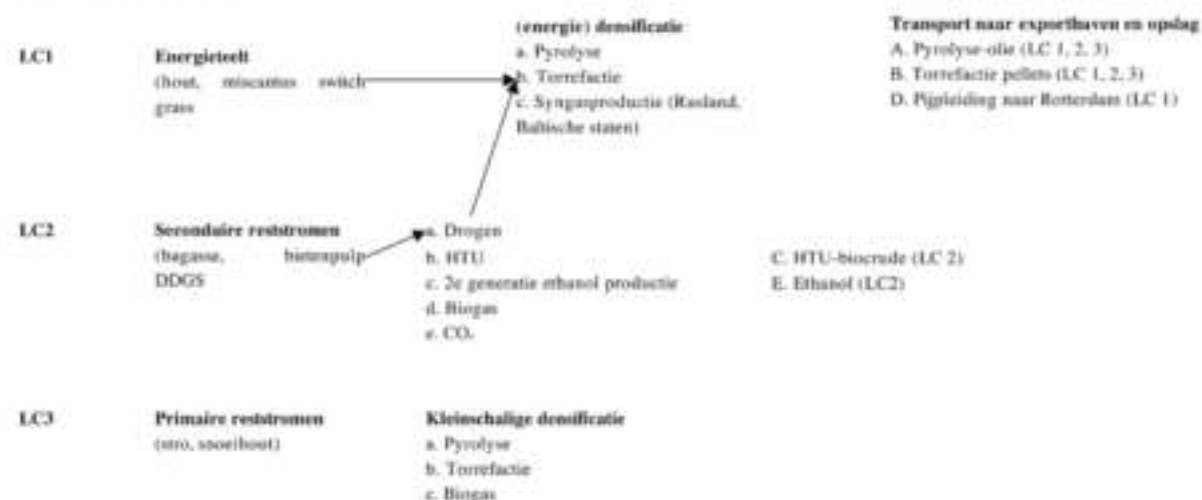 (energie) densificatie
Transport naar exporthaven en opslag
LC1
Energieteelt
a. Pyrolyse
A. Pyrolyse-olie (LC 1, 2, 3)
(hout, miscantus switch
b. Torrefactie
B. Torrefactie pellets (LC 1, 2, 3)
grass
c. Syngasproductie (Rusland,
D. Pijpleiding naar Rotterdam (LC 1)
Baltische staten)
LC2
Secondaire reststromen
a. Drogen
(bagasse, bietenpulp
b. HTU
C. HTU-biocrude (LC 2)
DDGS
c. 2e generatie ethanol productie
E. Ethanol (LC2)
d. Biogas
e. CO₂
LC3
Primaire reststromen
Kleinschalige densificatie
(stro, snoeihout)
a. Pyrolyse
b. Torrefactie
c. Biogas